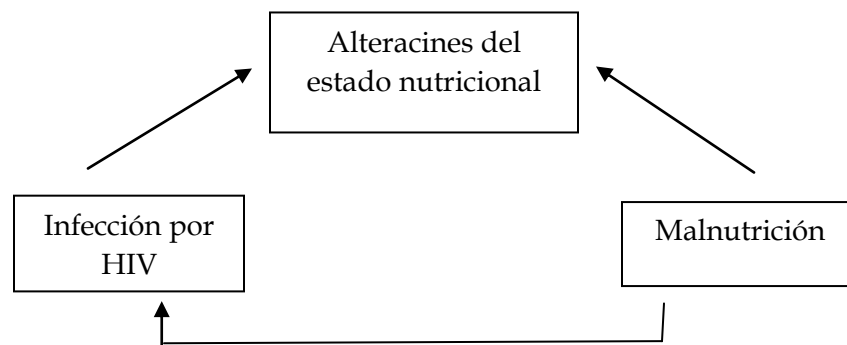 Alteracines del
estado nutricional
Infección por
HIV
Malnutrición